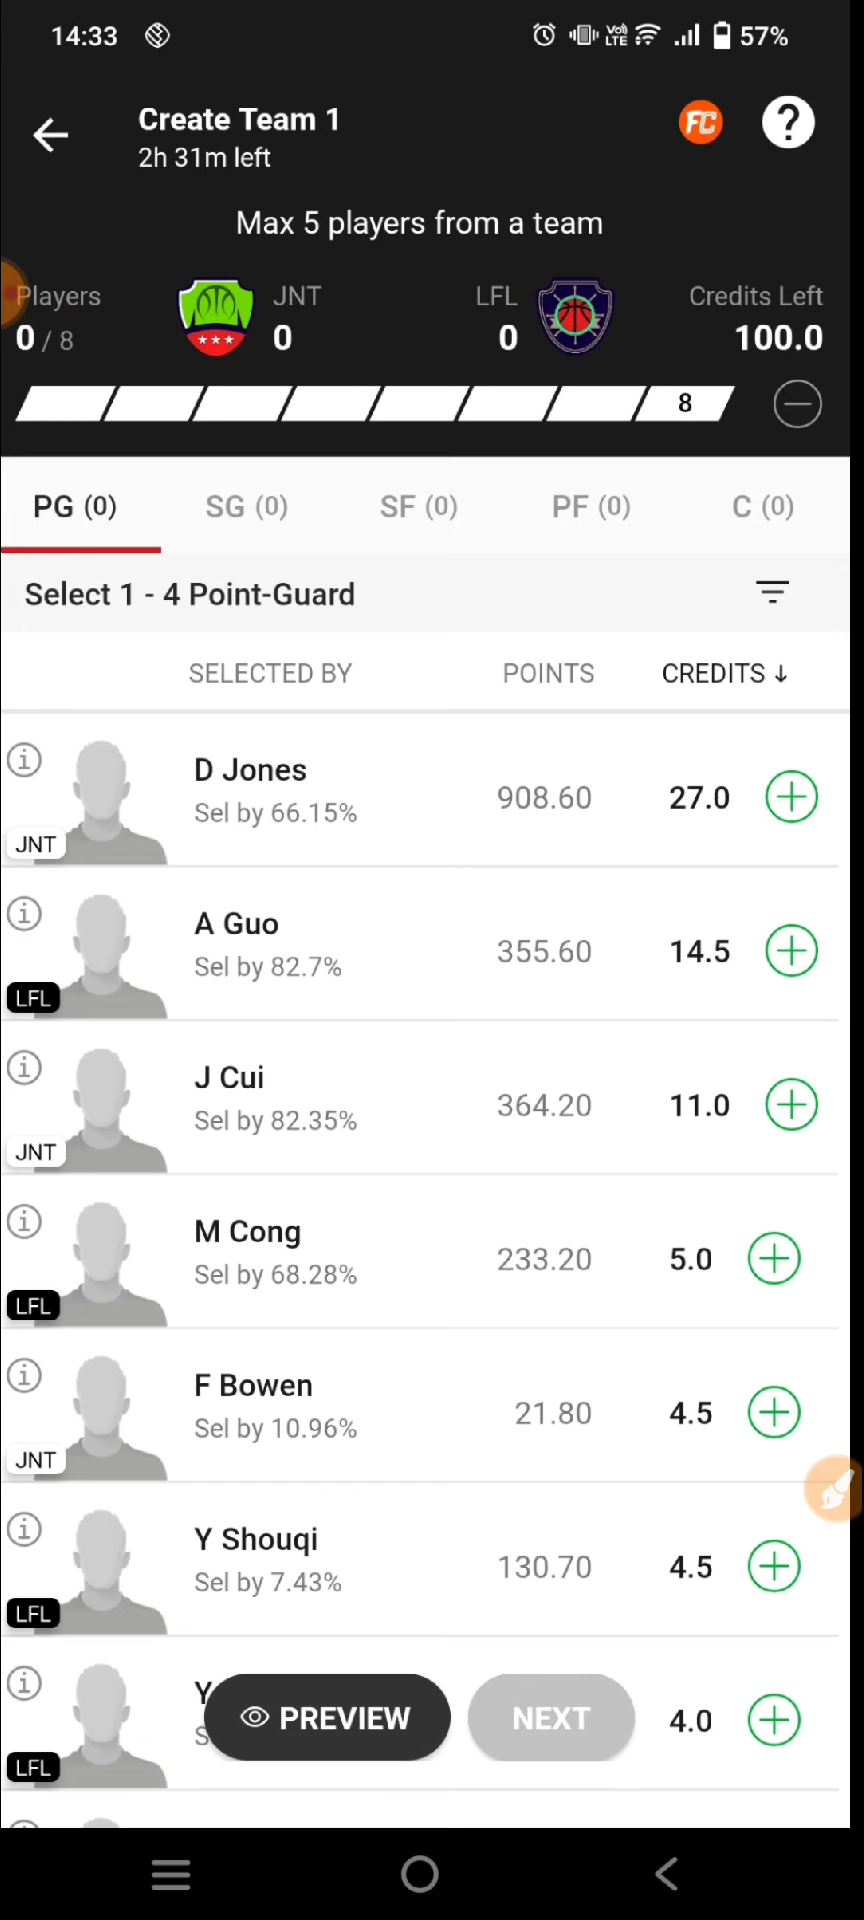 14:33 Vo) LTE 57%
Create Team 1
2h 31m left
FC ?
Max 5 players from a team
Players JNT LFL Credits Left
0 / 8 0 0 100.0
8
PG (0) SG (0) SF (0) PF (0) C (0)
Select 1 - 4 Point-Guard
SELECTED BY POINTS CREDITS ↓
D Jones
Sel by 66.15% 908.60 27.0
JNT
A Guo
Sel by 82.7% 355.60 14.5
LFL
J Cui
Sel by 82.35% 364.20 11.0
JNT
M Cong
Sel by 68.28% 233.20 5.0
LFL
F Bowen
Sel by 10.96% 21.80 4.5
JNT
Y Shouqi
Sel by 7.43% 130.70 4.5
LFL
Y
PREVIEW NEXT 4.0
LFL